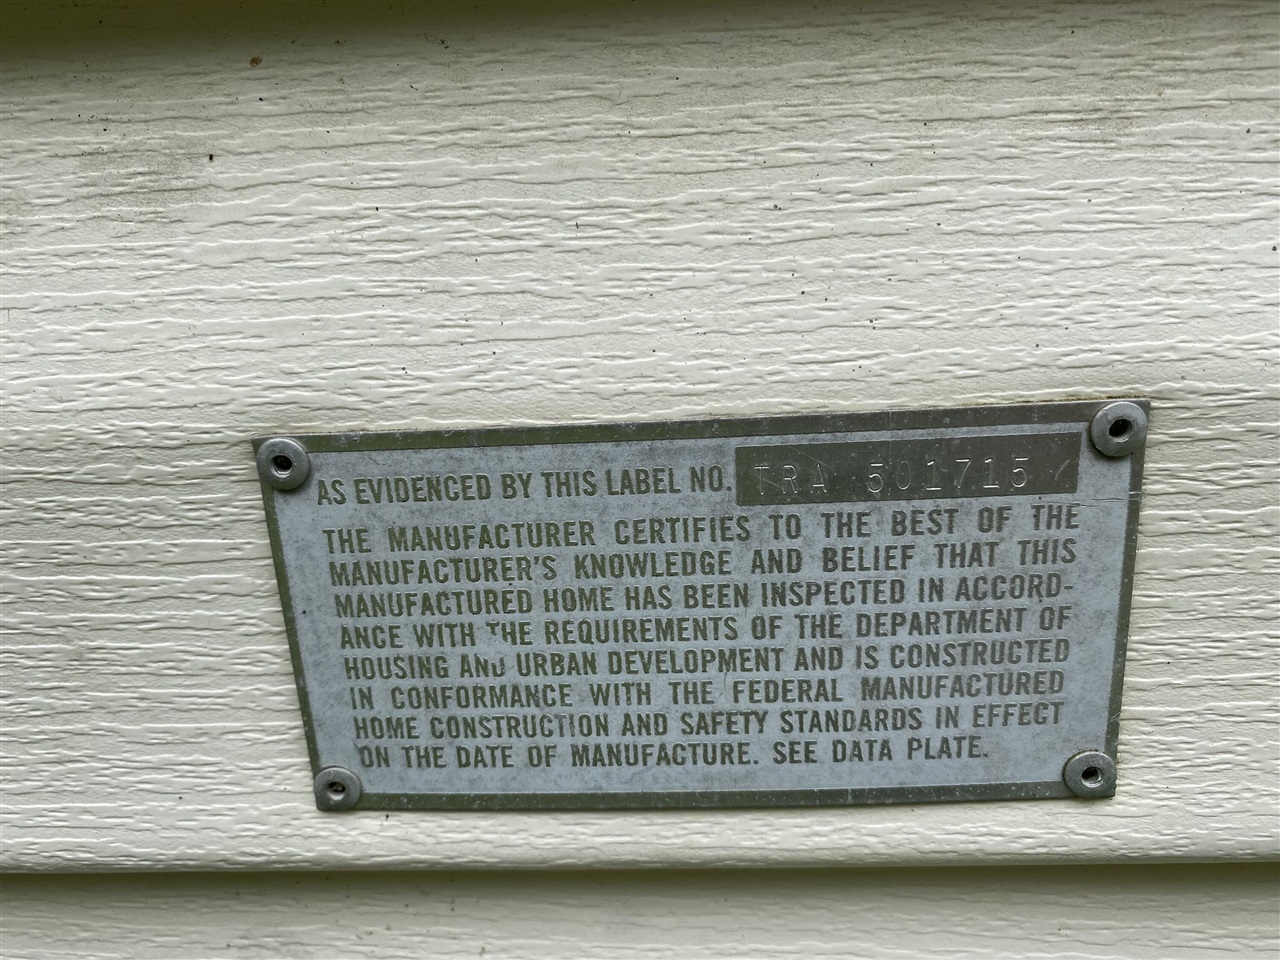 AS EVIDENCED BY THIS LABEL NO. TRA 501715
THE MANUFACTURER CERTIFIES TO THE BEST OF THE
MANUFACTURER'S KNOWLEDGE AND BELIEF THAT THIS
MANUFACTURED HOME HAS BEEN INSPECTED IN ACCORD-
ANCE WITH THE REQUIREMENTS OF THE DEPARTMENT OF
HOUSING AND URBAN DEVELOPMENT AND IS CONSTRUCTED
IN CONFORMANCE WITH THE FEDERAL MANUFACTURED
HOME CONSTRUCTION AND SAFETY STANDARDS IN EFFECT
ON THE DATE OF MANUFACTURE. SEE DATA PLATE.